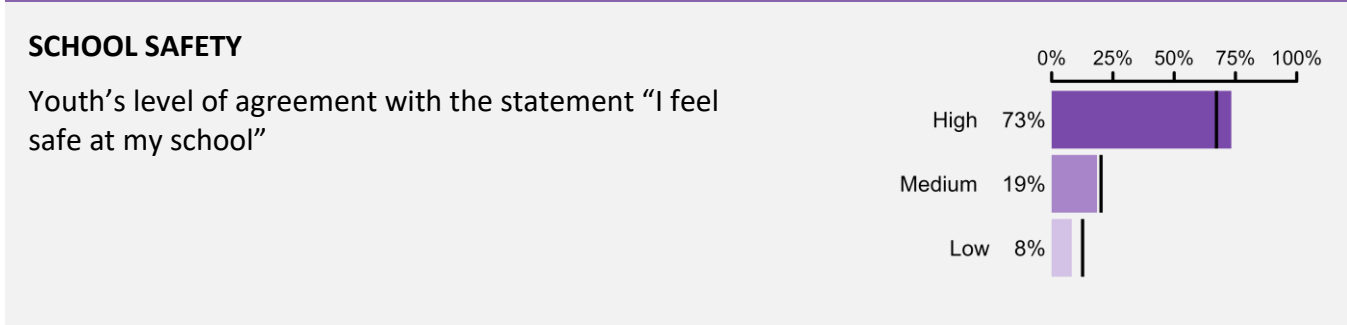 SCHOOL SAFETY
Youth’s level of agreement with the statement “I feel
safe at my school”
0% 25% 50% 75% 100%
High 73%
Medium 19%
Low 8%